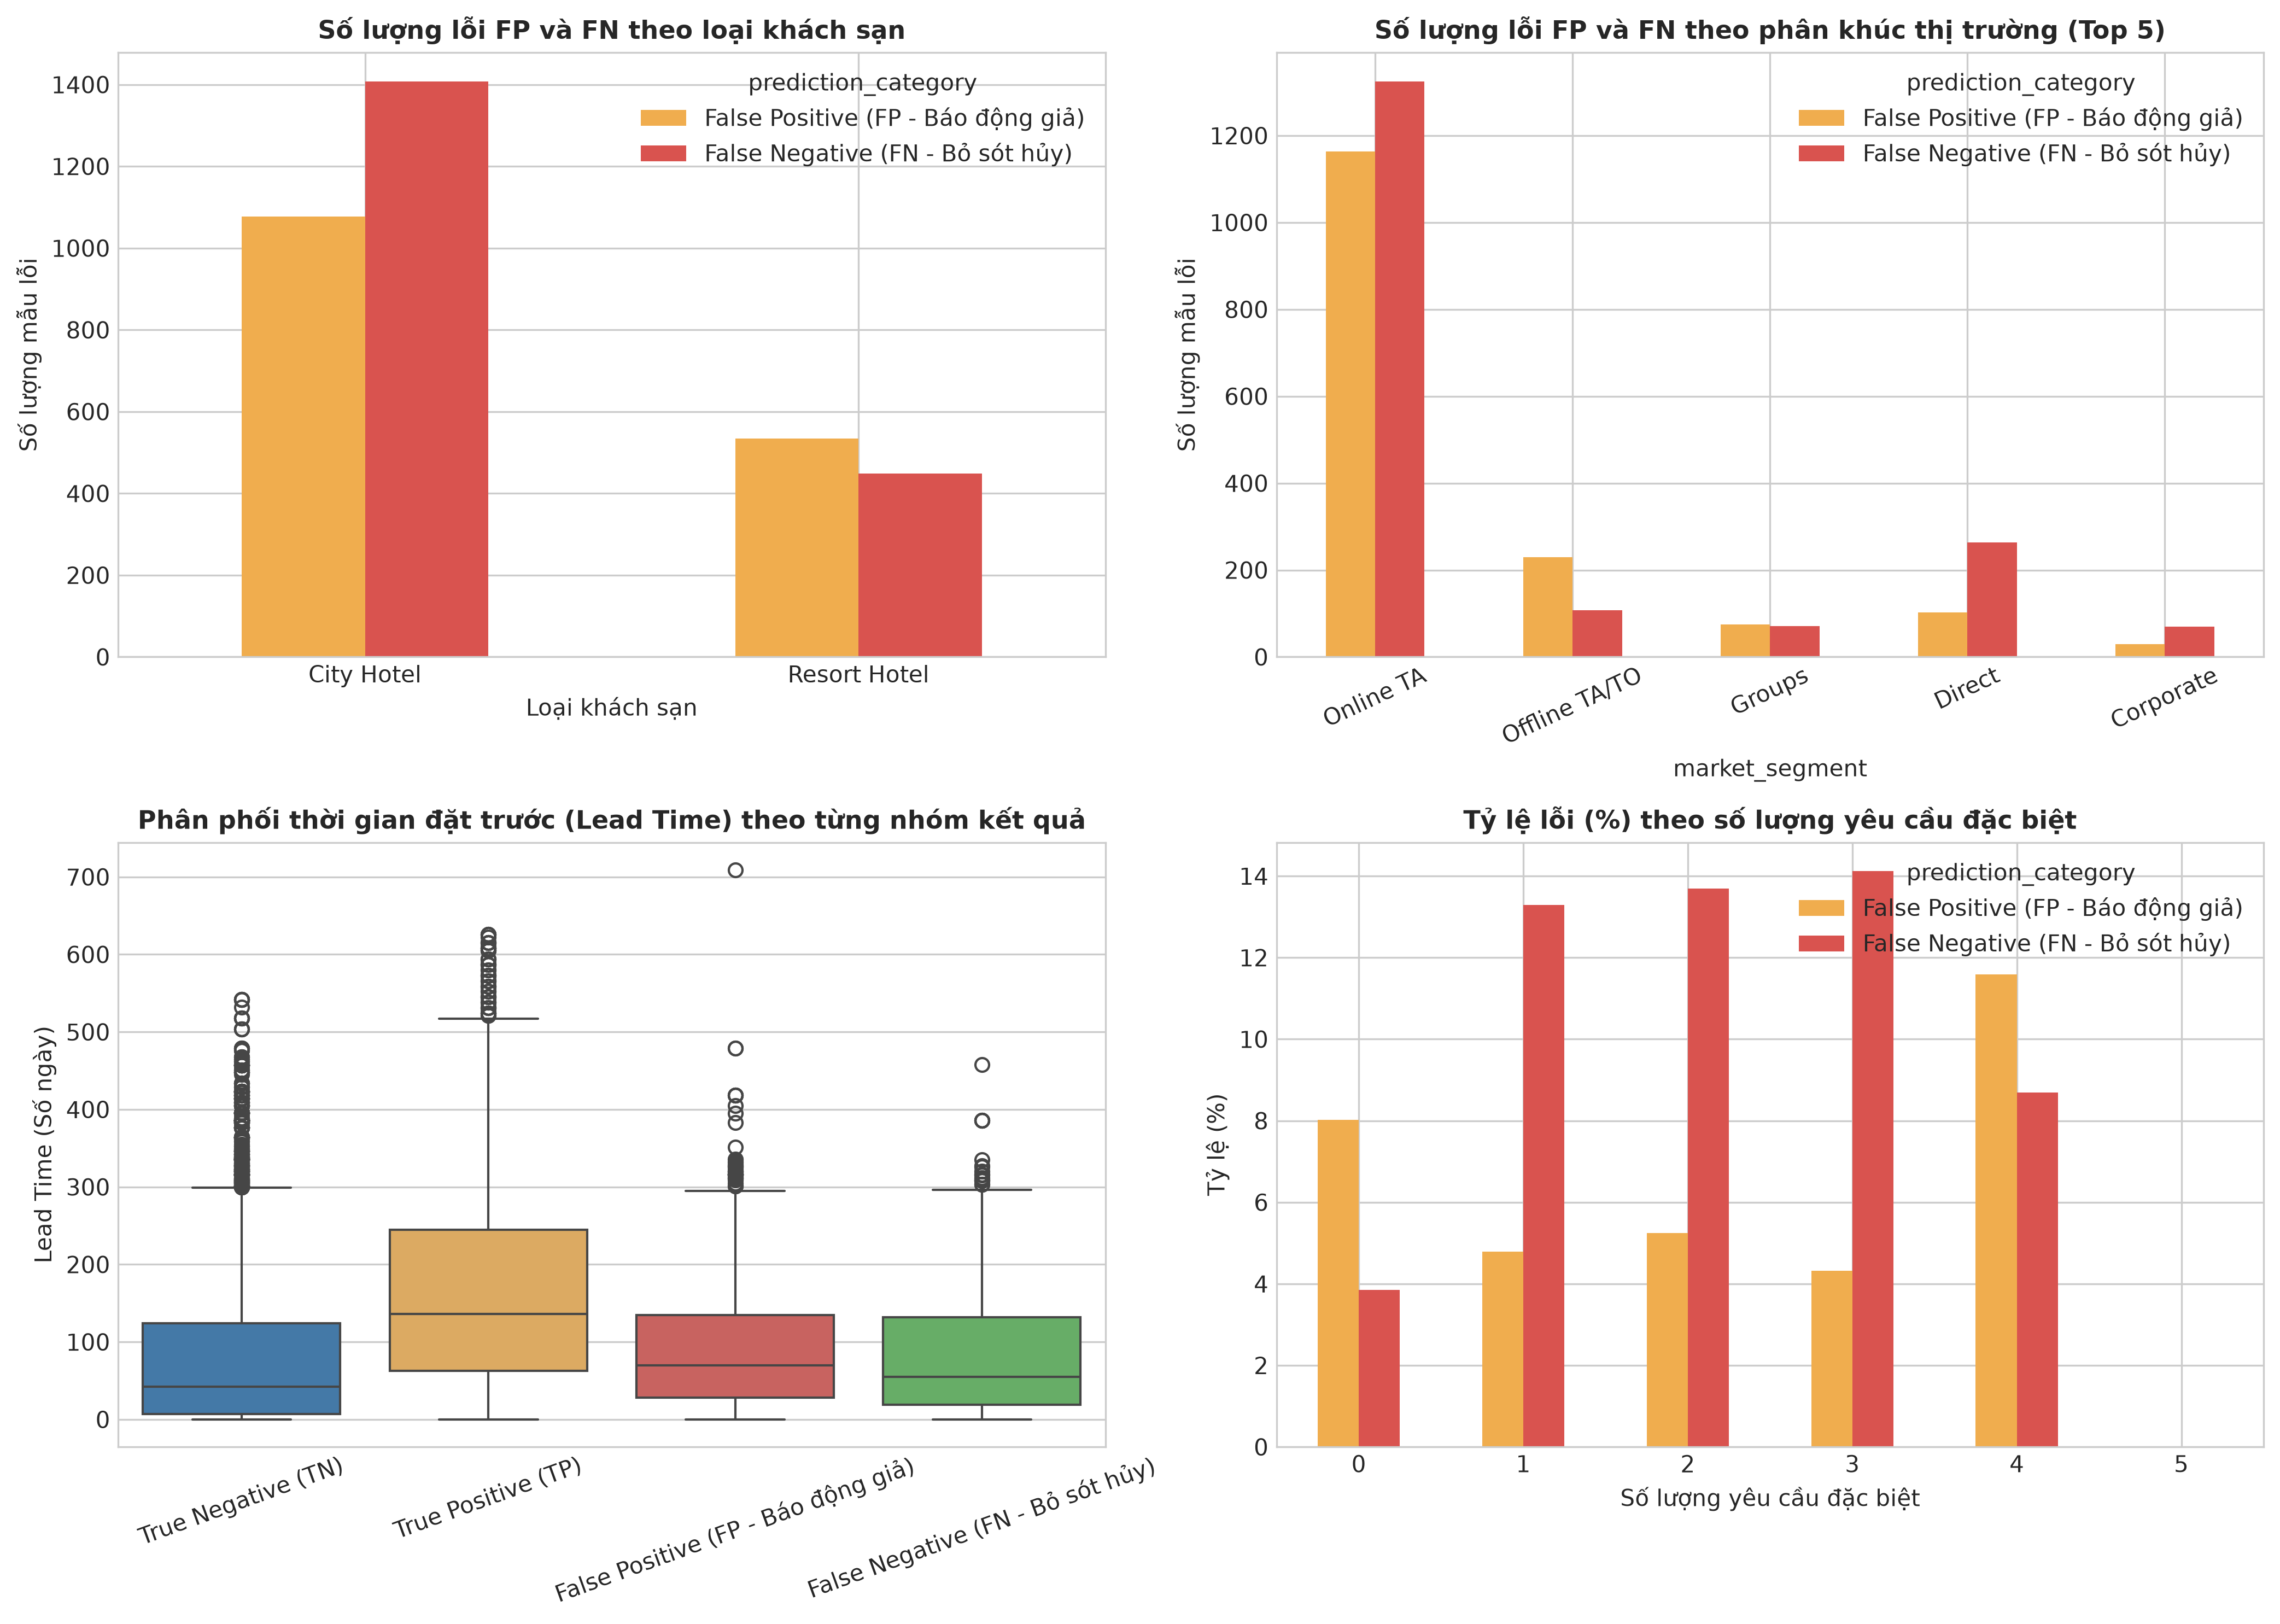 Số lượng lỗi FP và FN theo loại khách sạn
prediction_category
False Positive (FP - Báo động giả)
False Negative (FN - Bỏ sót hủy)
Số lượng mẫu lỗi
1400
1200
1000
800
600
400
200
0
City Hotel
Resort Hotel
Loại khách sạn
Số lượng lỗi FP và FN theo phân khúc thị trường (Top 5)
prediction_category
False Positive (FP - Báo động giả)
False Negative (FN - Bỏ sót hủy)
Số lượng mẫu lỗi
1200
1000
800
600
400
200
0
Online TA
Offline TA/TO
Groups
Direct
Corporate
market_segment
Phân phối thời gian đặt trước (Lead Time) theo từng nhóm kết quả
Lead Time (Số ngày)
700
600
500
400
300
200
100
0
True Negative (TN)
True Positive (TP)
False Positive (FP - Báo động giả)
False Negative (FN - Bỏ sót hủy)
Tỷ lệ lỗi (%) theo số lượng yêu cầu đặc biệt
prediction_category
False Positive (FP - Báo động giả)
False Negative (FN - Bỏ sót hủy)
Tỷ lệ (%)
14
12
10
8
6
4
2
0
0
1
2
3
4
5
Số lượng yêu cầu đặc biệt